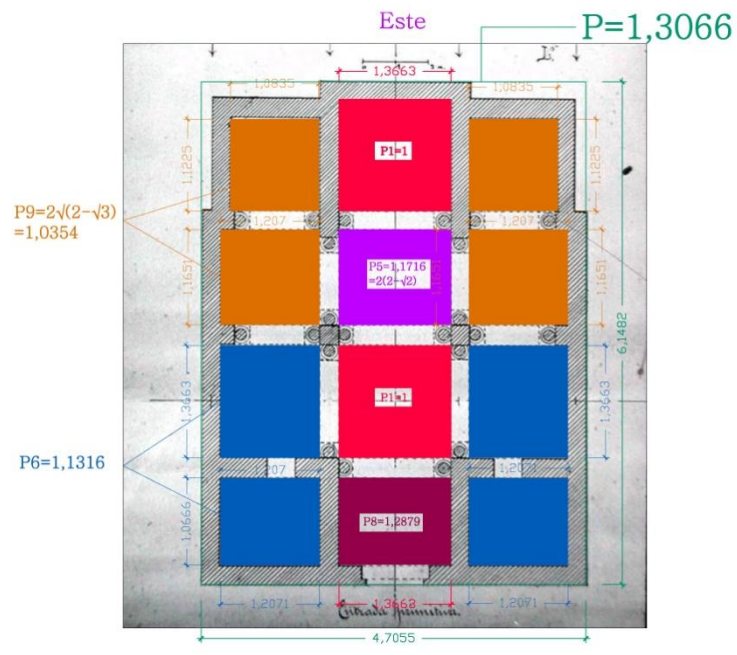 Este
P=1,3066
1,3663
1,0835
1,0835
P1=1
1,1225
1,1225
P9=2√(2-√3)
=1,0354
1,207
1,207
P5=1,1716
=2(2-√2)
1,1651
1,1651
1,1651
6,1482
1,3663
P1=1
1.3663
P6=1,1316
1,207
1,2071
1,0666
P8=1,2879
1,2071
1,3663
1,2071
Entrada primitiva.
4,7055